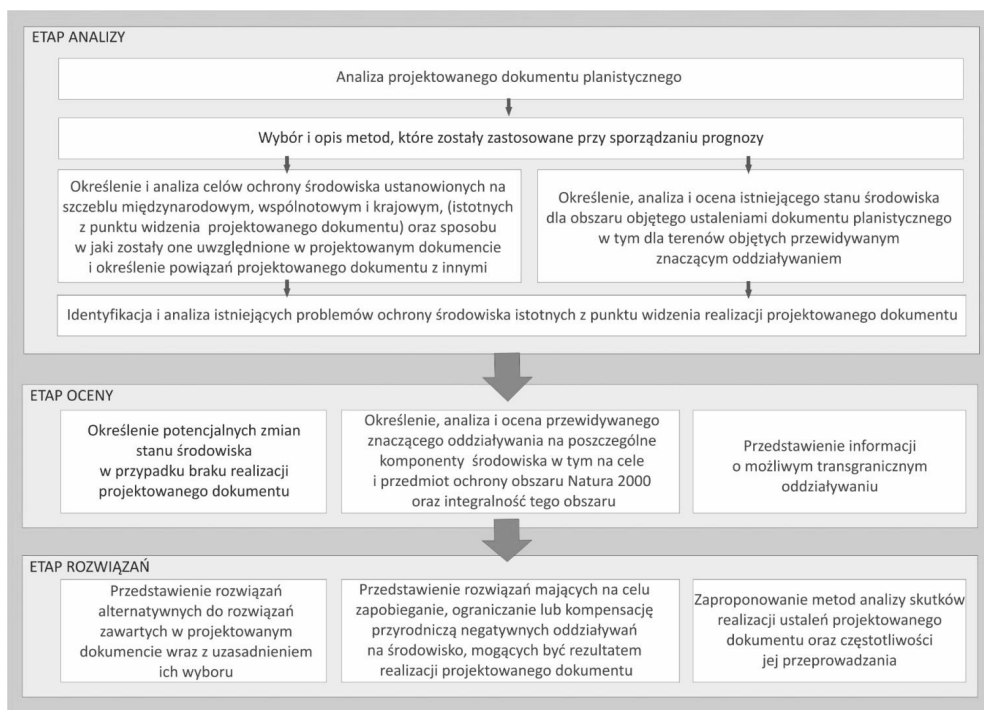 ETAP ANALIZY
Analiza projektowanego dokumentu planistycznego
Wybór i opis metod, które zostały zastosowane przy sporządzaniu prognozy
Określenie i analiza celów ochrony środowiska ustanowionych na
szczeblu międzynarodowym, wspólnotowym i krajowym, (istotnych
z punktu widzenia projektowanego dokumentu) oraz sposobu
w jaki zostały one uwzględnione w projektowanym dokumencie
i określenie powiązań projektowanego dokumentu z innymi
Określenie, analiza i ocena istniejącego stanu środowiska
dla obszaru objętego ustaleniami dokumentu planistycznego
w tym dla terenów objętych przewidywanym
znaczącym oddziaływaniem
Identyfikacja i analiza istniejących problemów ochrony środowiska istotnych z punktu widzenia realizacji projektowanego dokumentu
ETAP OCENY
Określenie potencjalnych zmian
stanu środowiska
w przypadku braku realizacji
projektowanego dokumentu
Określenie, analiza i ocena przewidywanego
znaczącego oddziaływania na poszczególne
komponenty środowiska w tym na cele
i przedmiot ochrony obszaru Natura 2000
oraz integralność tego obszaru
Przedstawienie informacji
o możliwym transgranicznym
oddziaływaniu
ETAP ROZWIĄZAŃ
Przedstawienie rozwiązań
alternatywnych do rozwiązań
zawartych w projektowanym
dokumencie wraz z uzasadnieniem
ich wyboru
Przedstawienie rozwiązań mających na celu
zapobieganie, ograniczanie lub kompensację
przyrodniczą negatywnych oddziaływań
na środowisko, mogących być rezultatem
realizacji projektowanego dokumentu
Zaproponowanie metod analizy skutków
realizacji ustaleń projektowanego
dokumentu oraz częstotliwości
jej przeprowadzania